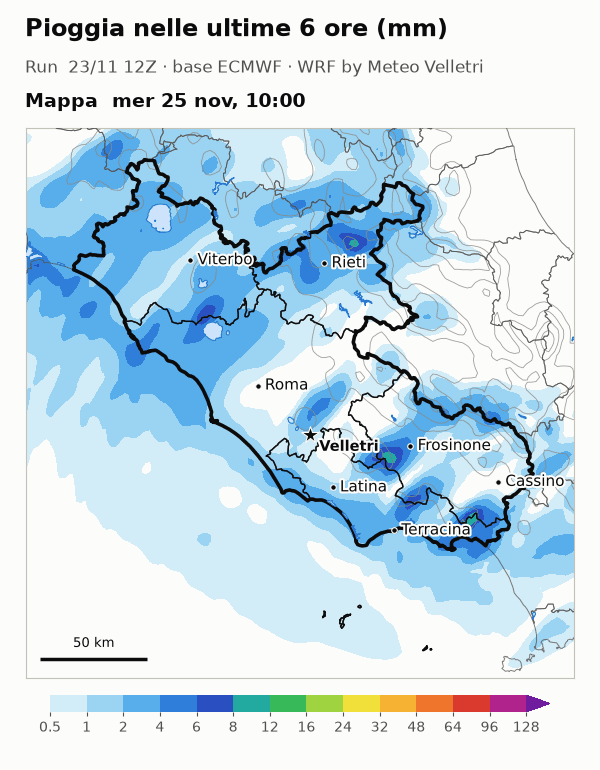 Pioggia nelle ultime 6 ore (mm)
Run  23/11 12Z · base ECMWF · WRF by Meteo Velletri
Mappa  mer 25 nov, 10:00
Viterbo
Rieti
Roma
Velletri
Frosinone
Latina
Cassino
Terracina
50 km
0.5 1 2 4 6 8 12 16 24 32 48 64 96 128